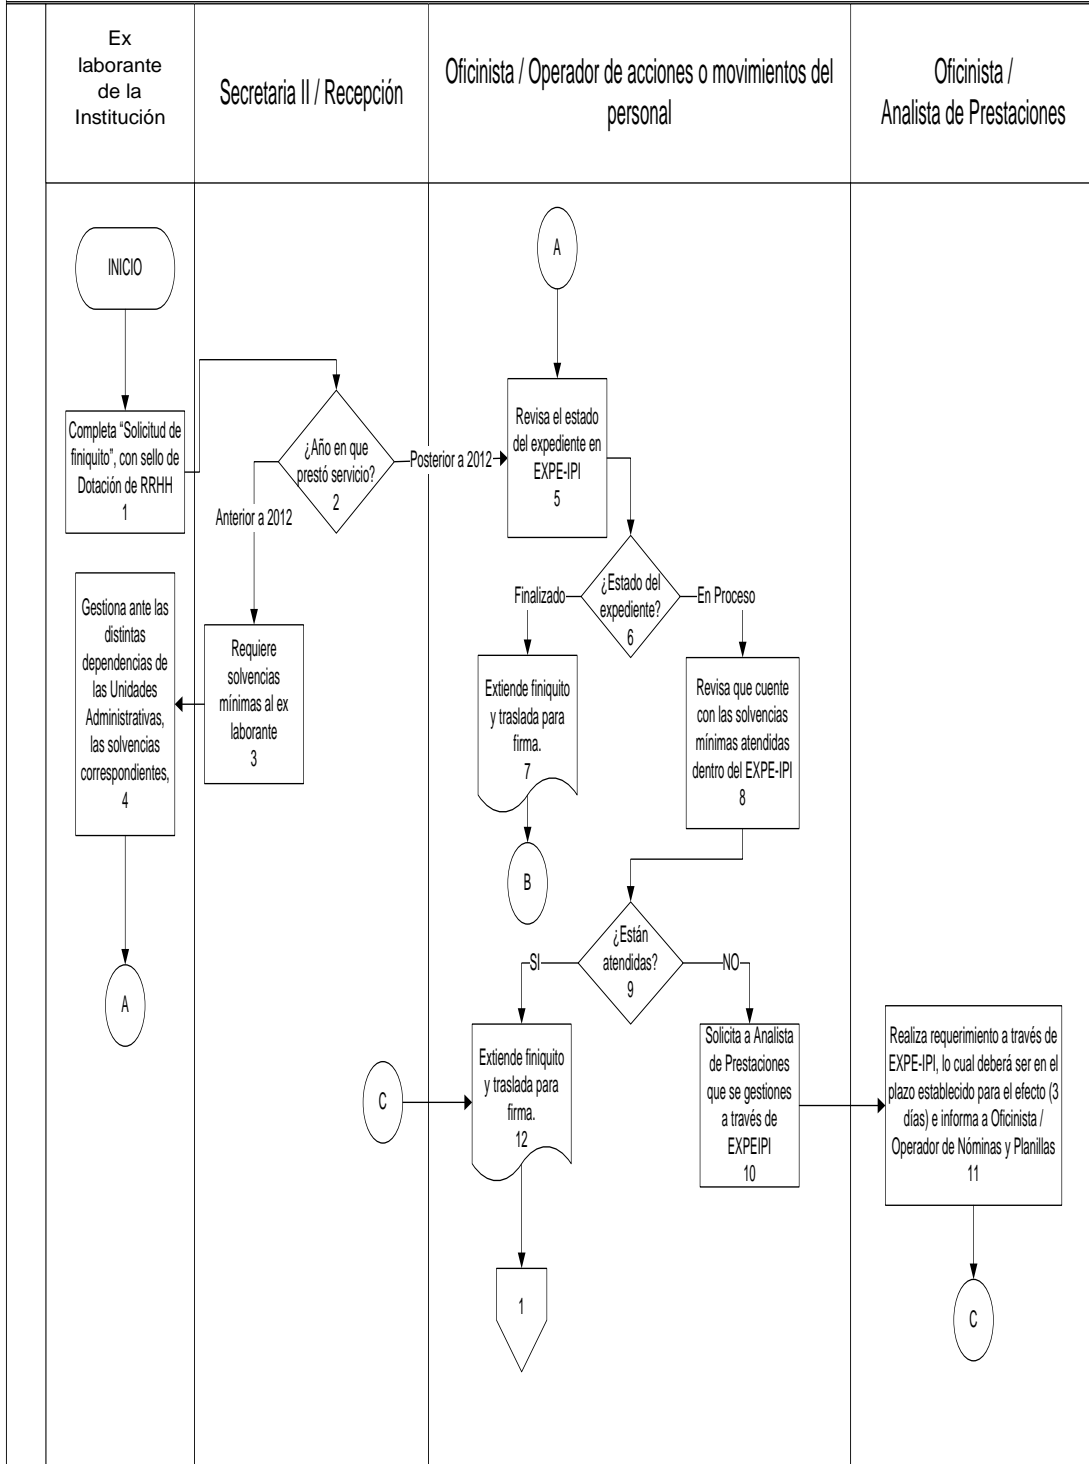 Ex
laborante
de la
Institución
Secretaria II / Recepción
Oficinista / Operador de acciones o movimientos del
personal
Oficinista /
Analista de Prestaciones
INICIO
Completa “Solicitud de
finiquito”, con sello de
Dotación de RRHH
1
¿Año en que
prestó servicio?
2
Anterior a 2012
Posterior a 2012
Requiere
solvencias
mínimas al ex
laborante
3
Gestiona ante las
distintas
dependencias de
las Unidades
Administrativas,
las solvencias
correspondientes,
4
A
A
Revisa el estado
del expediente en
EXPE-IPI
5
¿Estado del
expediente?
6
Finalizado
En Proceso
Extiende finiquito
y traslada para
firma.
7
B
Revisa que cuente
con las solvencias
mínimas atendidas
dentro del EXPE-IPI
8
¿Están
atendidas?
9
SI
NO
Solicita a Analista
de Prestaciones
que se gestiones
a través de
EXPEIPI
10
Realiza requerimiento a través de
EXPE-IPI, lo cual deberá ser en el
plazo establecido para el efecto (3
días) e informa a Oficinista /
Operador de Nóminas y Planillas
11
C
C
Extiende finiquito
y traslada para
firma.
12
1